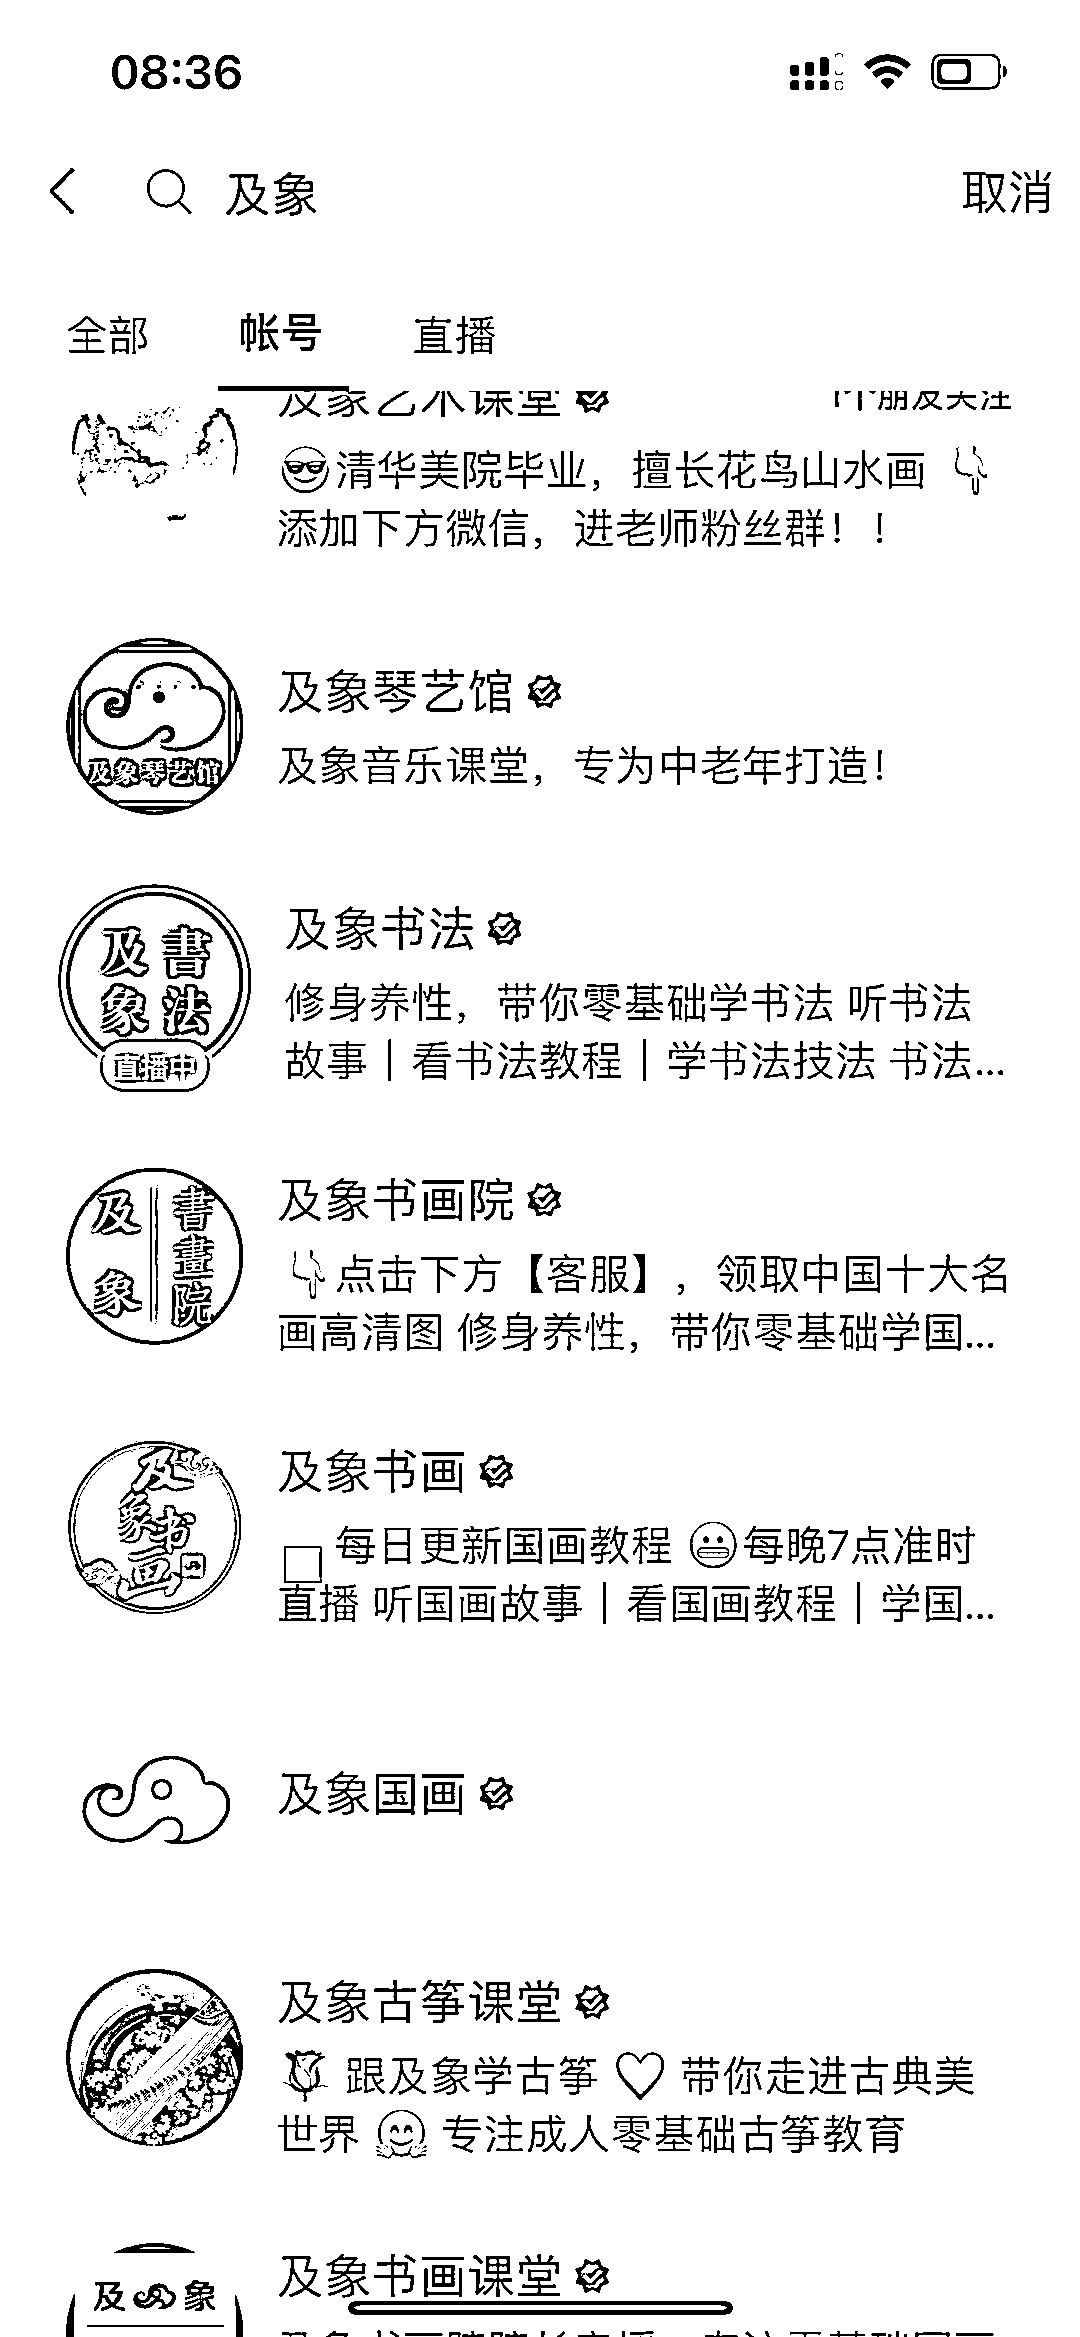 08:36
及象
取消
全部 帐号 直播
及象艺术课堂
1个朋友关注
清华美院毕业，擅长花鸟山水画
添加下方微信，进老师粉丝群！！
及象琴艺馆
及象琴艺馆
及象音乐课堂，专为中老年打造！
及書
象法
直播中
及象书法
修身养性，带你零基础学书法 听书法
故事｜看书法教程｜学书法技法 书法...
及象
書畫院
及象书画院
点击下方【客服】，领取中国十大名
画高清图 修身养性，带你零基础学国...
及象书画
及象书画
每日更新国画教程 每晚7点准时
直播 听国画故事｜看国画教程｜学国...
及象国画
及象古筝课堂
跟及象学古筝 ♡ 带你走进古典美
世界 专注成人零基础古筝教育
及象
及象书画课堂